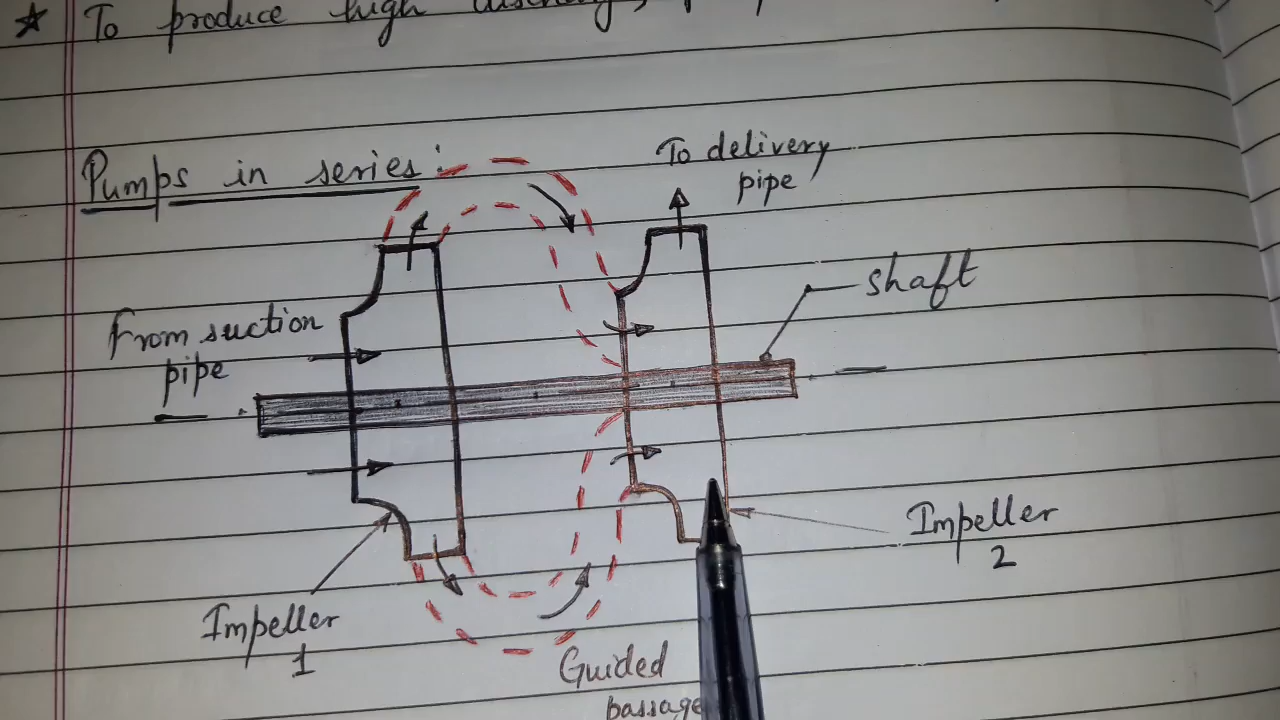 ★ To produce high
Pumps in series:
To delivery
pipe
shaft
From suction
pipe
Impeller
2
Impeller
1
Guided
passage